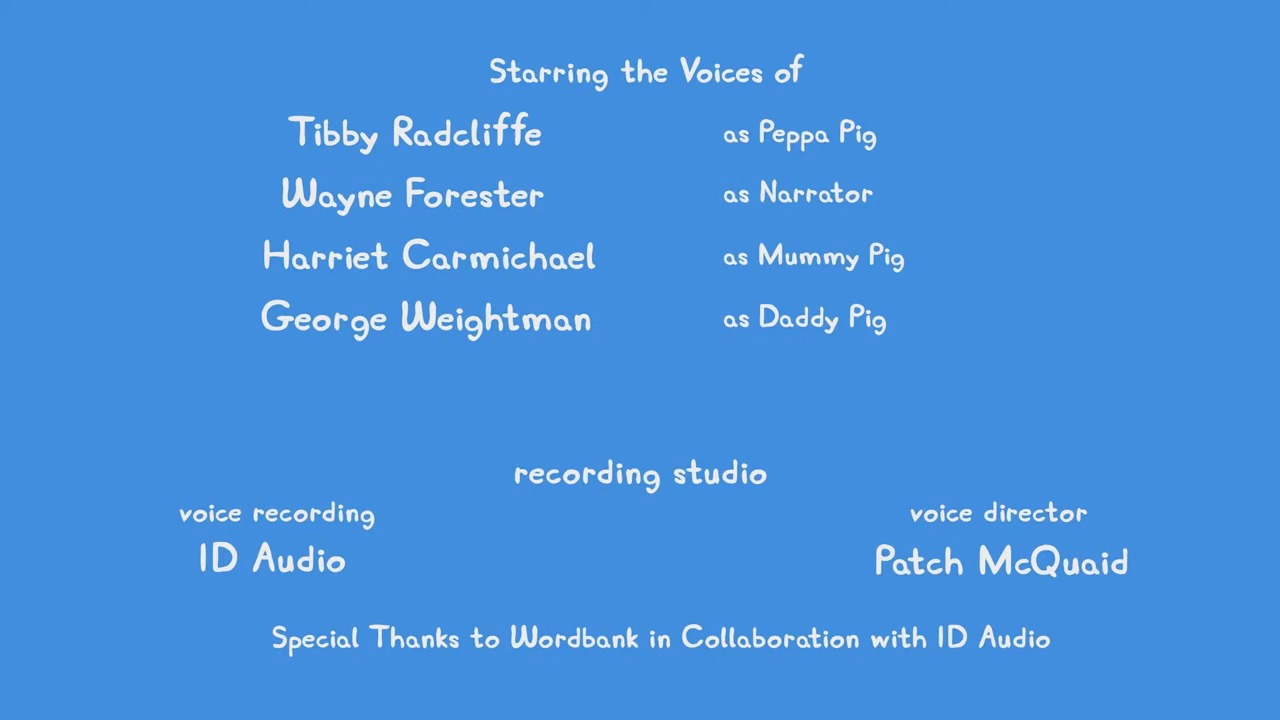 Starring the Voices of
Tibby Radcliffe as Peppa Pig
Wayne Forester as Narrator
Harriet Carmichael as Mummy Pig
George Weightman as Daddy Pig
recording studio
voice recording voice director
ID Audio Patch McQuaid
Special Thanks to Wordbank in Collaboration with ID Audio